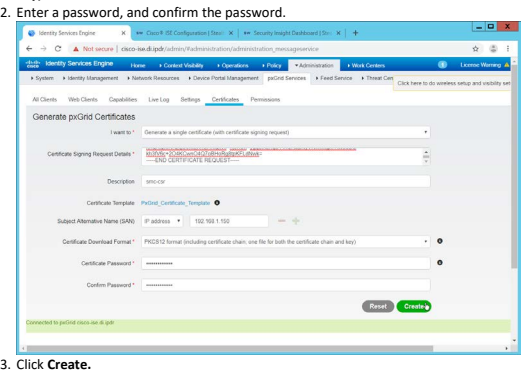 2. Enter a password, and confirm the password.
Identity Services Engine
Cisco® ISE Configuration | Stea
Security Insight Dashboard | Stea
Not secure | cisco-ise.di.ipdr/admin/#administration/administration_messageservice
cisco Identity Services Engine Home Context Visibility Operations Policy Administration Work Centers License Warning
System Identity Management Network Resources Device Portal Management pxGrid Services Feed Service Threat Cen
Click here to do wireless setup and visibility set
All Clients Web Clients Capabilities Live Log Settings Certificates Permissions
Generate pxGrid Certificates
I want to * Generate a single certificate (with certificate signing request)
Certificate Signing Request Details *
-----END CERTIFICATE REQUEST-----
Description smc-csr
Certificate Template PxGrid_Certificate_Template
Subject Alternative Name (SAN) IP address 192.168.1.150
Certificate Download Format * PKCS12 format (including certificate chain; one file for both the certificate chain and key)
Certificate Password *
Confirm Password *
Reset Create
Connected to pxGrid cisco-ise.di.ipdr
3. Click Create.